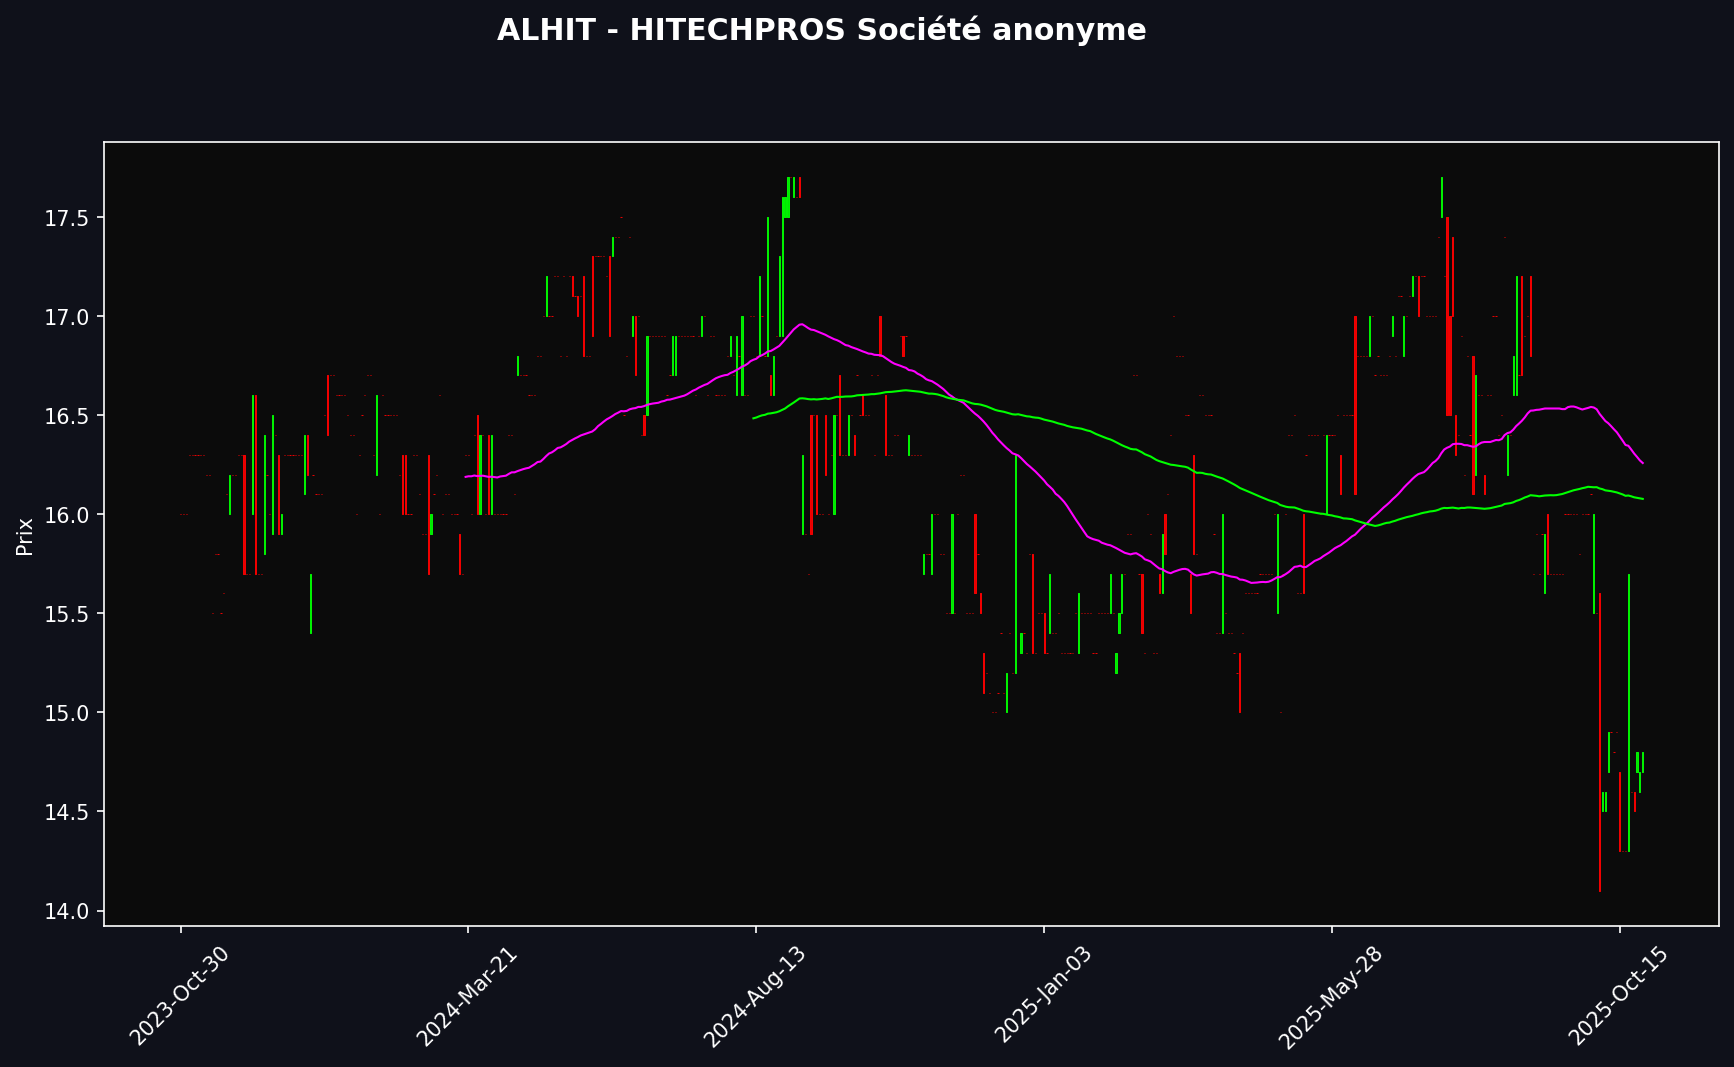 ALHIT - HITECHPROS Société anonyme
Prix
17.5
17.0
16.5
16.0
15.5
15.0
14.5
14.0
2023-Oct-30
2024-Mar-21
2024-Aug-13
2025-Jan-03
2025-May-28
2025-Oct-15